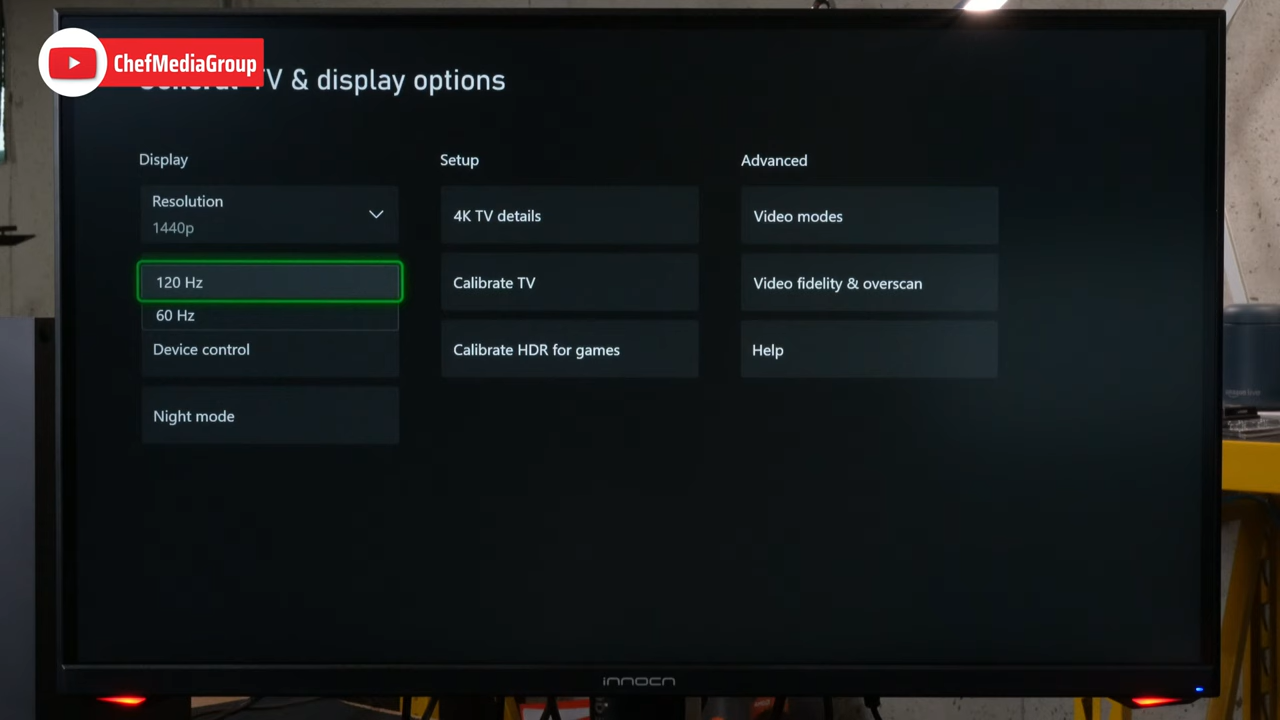 ChefMediaGroup
General TV & display options
Display
Resolution
1440p
120 Hz
60 Hz
Device control
Night mode
Setup
4K TV details
Calibrate TV
Calibrate HDR for games
Advanced
Video modes
Video fidelity & overscan
Help
innocn